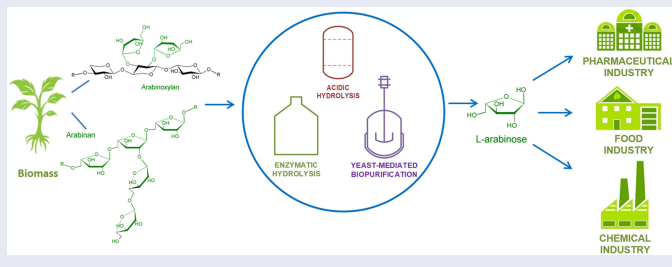 Arabinoxylan
Arabinan
Biomass
ACIDIC
HYDROLYSIS
ENZYMATIC
HYDROLYSIS
YEAST-MEDIATED
BIOPURIFICATION
L-arabinose
PHARMACEUTICAL
INDUSTRY
FOOD
INDUSTRY
CHEMICAL
INDUSTRY